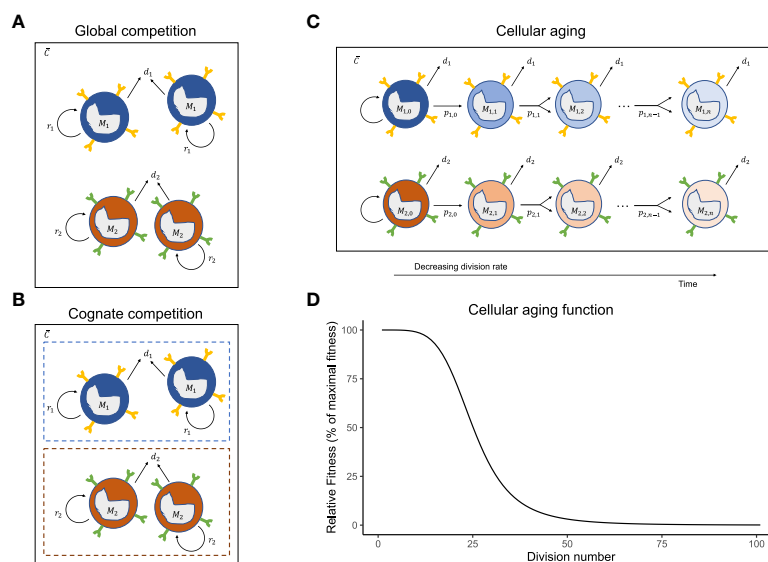 A
Global competition
C̄
d1
M1
M1
r1
r1
d2
M2
M2
r2
r2
B
Cognate competition
C̄
d1
M1
M1
r1
r1
d2
M2
M2
r2
r2
C
Cellular aging
C̄
d1 d1 d1 d1
M1,0 M1,1 M1,2 ... M1,n
p1,0 p1,1 p1,n−1
d2 d2 d2 d2
M2,0 M2,1 M2,2 ... M2,n
p2,0 p2,1 p2,n−1
Decreasing division rate
Time
D
Cellular aging function
Relative Fitness (% of maximal fitness)
100
75
50
25
0
0 25 50 75 100
Division number